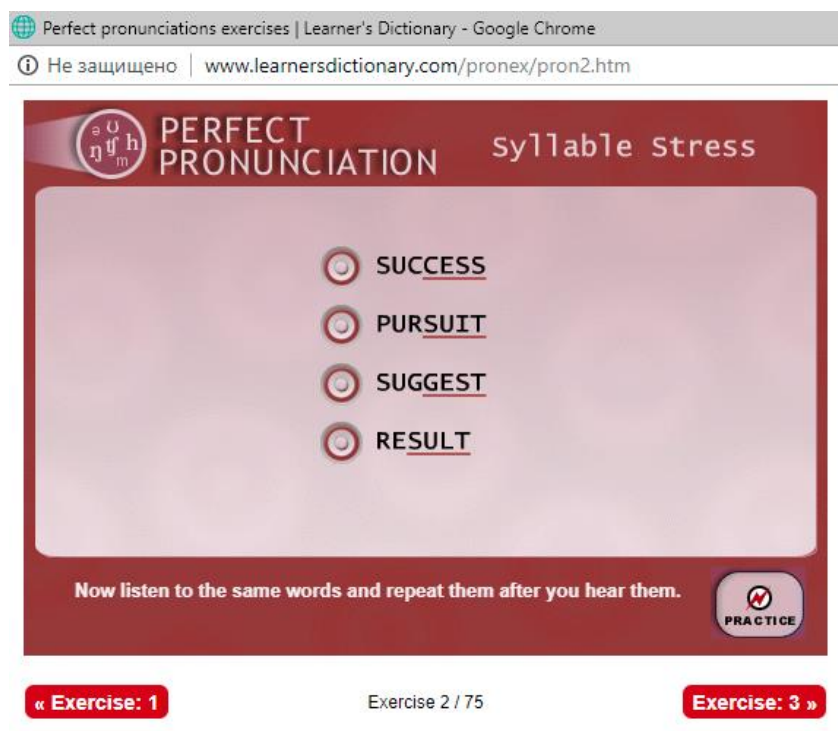 Perfect pronunciations exercises | Learner's Dictionary - Google Chrome
Не защищено | www.learnersdictionary.com/pronex/pron2.htm
ə ʊ
ŋ ʧ h
m
PERFECT
PRONUNCIATION
Syllable Stress
SUCCESS
PURSUIT
SUGGEST
RESULT
Now listen to the same words and repeat them after you hear them.
PRACTICE
« Exercise: 1
Exercise 2 / 75
Exercise: 3 »